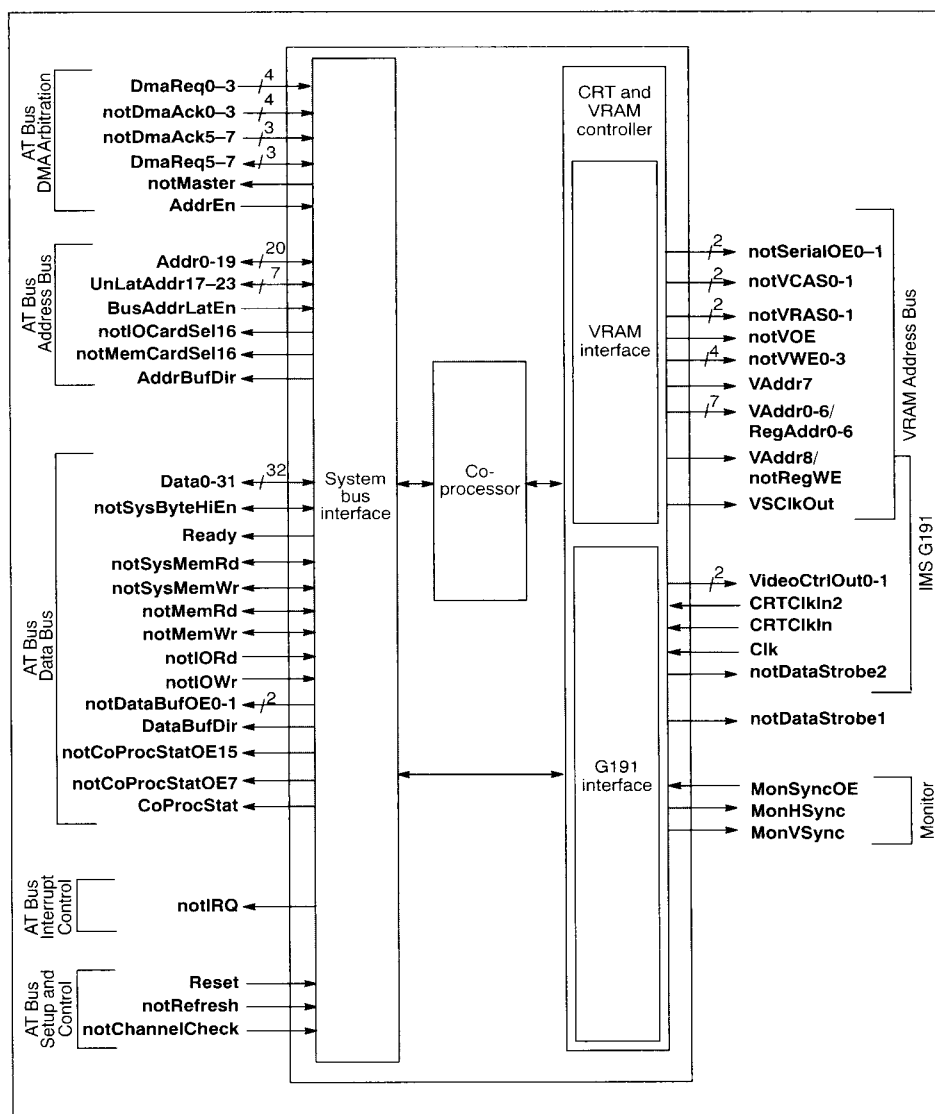 AT Bus
DMA Arbitration
DmaReq0–3
4
notDmaAck0–3
4
notDmaAck5–7
3
DmaReq5–7
3
notMaster
AddrEn
AT Bus
Address Bus
Addr0-19
20
UnLatAddr17–23
7
BusAddrLatEn
notIOCardSel16
notMemCardSel16
AddrBufDir
AT Bus
Data Bus
Data0-31
32
notSysByteHiEn
Ready
notSysMemRd
notSysMemWr
notMemRd
notMemWr
notIORd
notIOWr
notDataBufOE0-1
2
DataBufDir
notCoProcStatOE15
notCoProcStatOE7
CoProcStat
AT Bus
Interrupt
Control
notIRQ
AT Bus
Setup and
Control
Reset
notRefresh
notChannelCheck
System
bus
interface
Co-
processor
CRT and
VRAM
controller
VRAM
interface
G191
interface
2
notSerialOE0–1
2
notVCAS0-1
2
notVRAS0-1
notVOE
4
notVWE0-3
VAddr7
7
VAddr0-6/
RegAddr0-6
VAddr8/
notRegWE
VSClkOut
VRAM Address Bus
2
VideoCtrlOut0-1
CRTClkIn2
CRTClkIn
Clk
notDataStrobe2
IMS G191
notDataStrobe1
MonSyncOE
MonHSync
MonVSync
Monitor